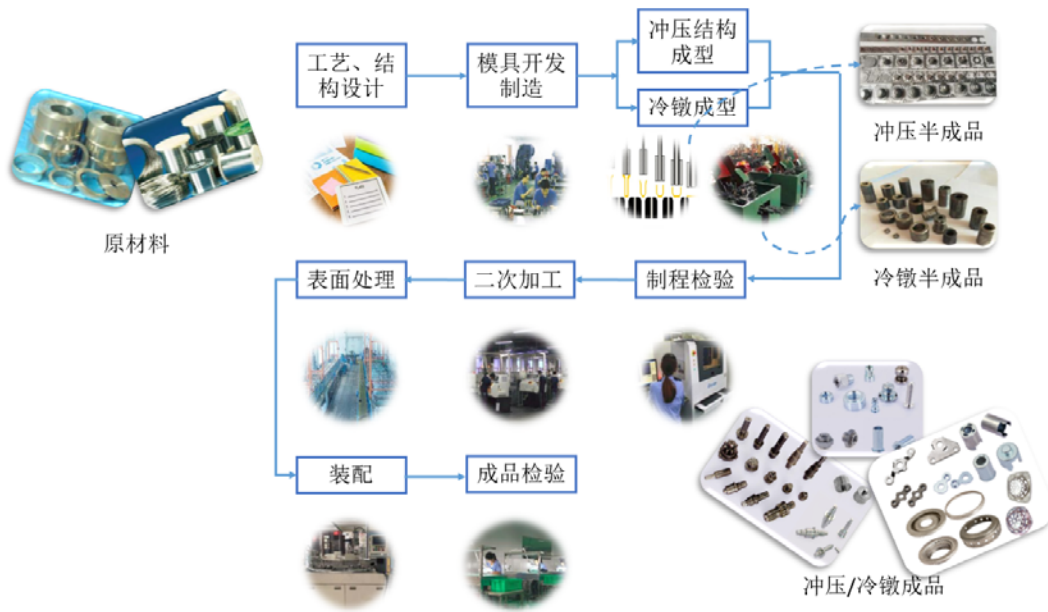 工艺、结
构设计
模具开发
制造
冲压结构
成型
冷镦成型
冲压半成品
原材料
冷镦半成品
表面处理
二次加工
制程检验
装配
成品检验
冲压/冷镦成品